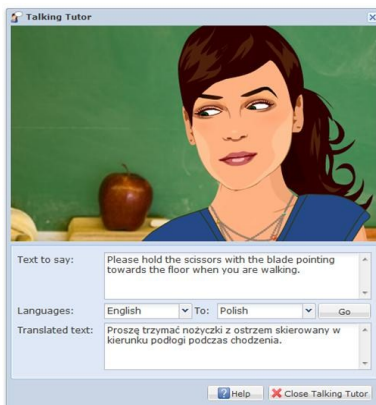 Talking Tutor
Text to say:
Please hold the scissors with the blade pointing
towards the floor when you are walking.
Languages:
English
To:
Polish
Go
Translated text:
Proszę trzymać nożyczki z ostrzem skierowany w
kierunku podłogi podczas chodzenia.
Help
Close Talking Tutor